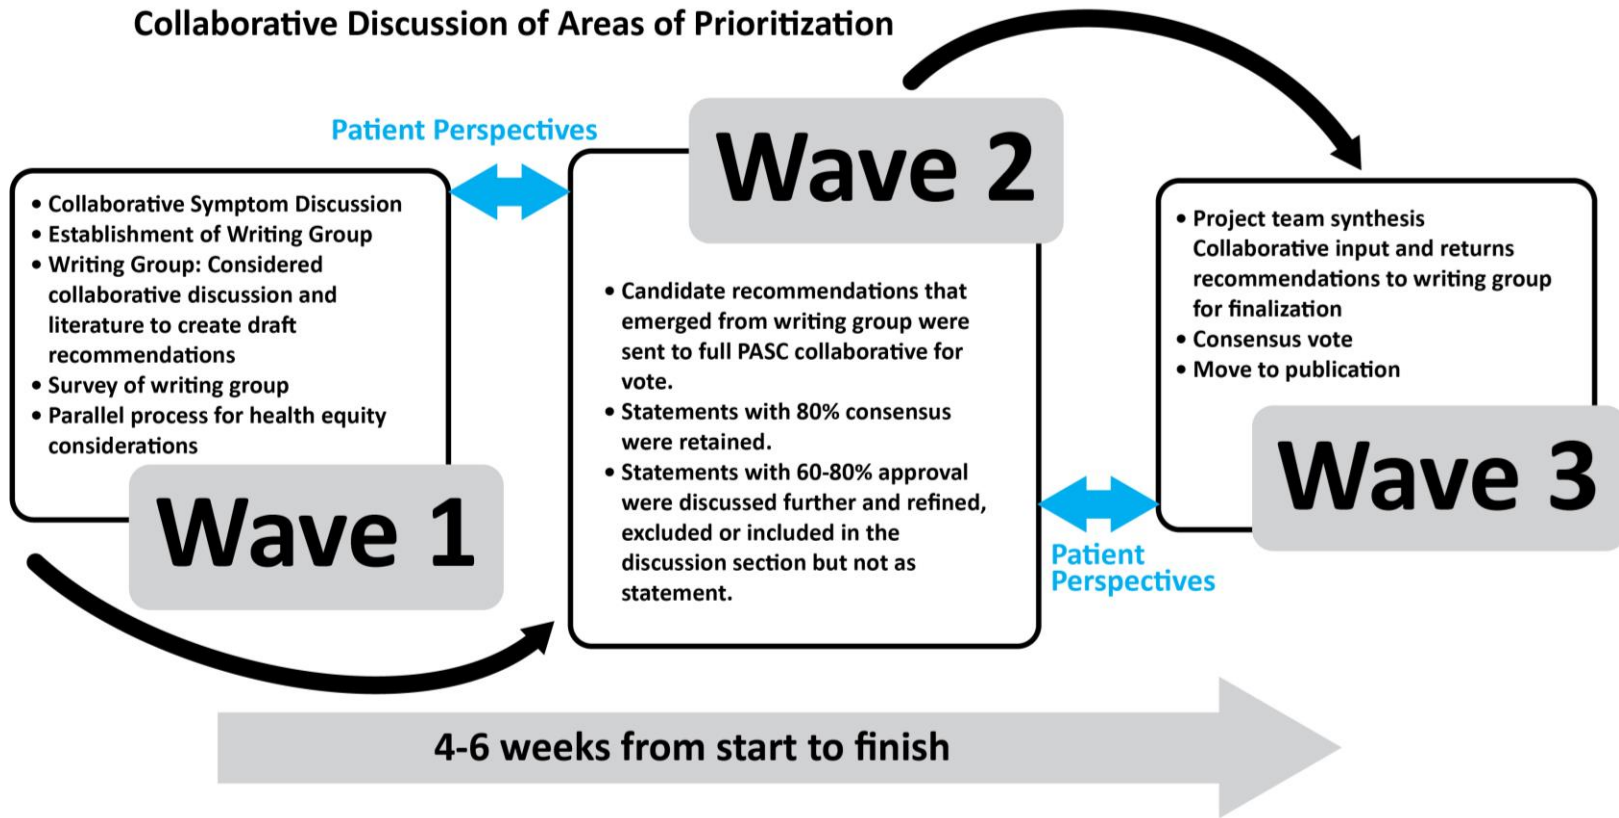 Collaborative Discussion of Areas of Prioritization
Patient Perspectives
• Collaborative Symptom Discussion
• Establishment of Writing Group
• Writing Group: Considered
collaborative discussion and
literature to create draft
recommendations
• Survey of writing group
• Parallel process for health equity
considerations
Wave 1
Wave 2
• Candidate recommendations that
emerged from writing group were
sent to full PASC collaborative for
vote.
• Statements with 80% consensus
were retained.
• Statements with 60-80% approval
were discussed further and refined,
excluded or included in the
discussion section but not as
statement.
Patient
Perspectives
• Project team synthesis
Collaborative input and returns
recommendations to writing group
for finalization
• Consensus vote
• Move to publication
Wave 3
4-6 weeks from start to finish